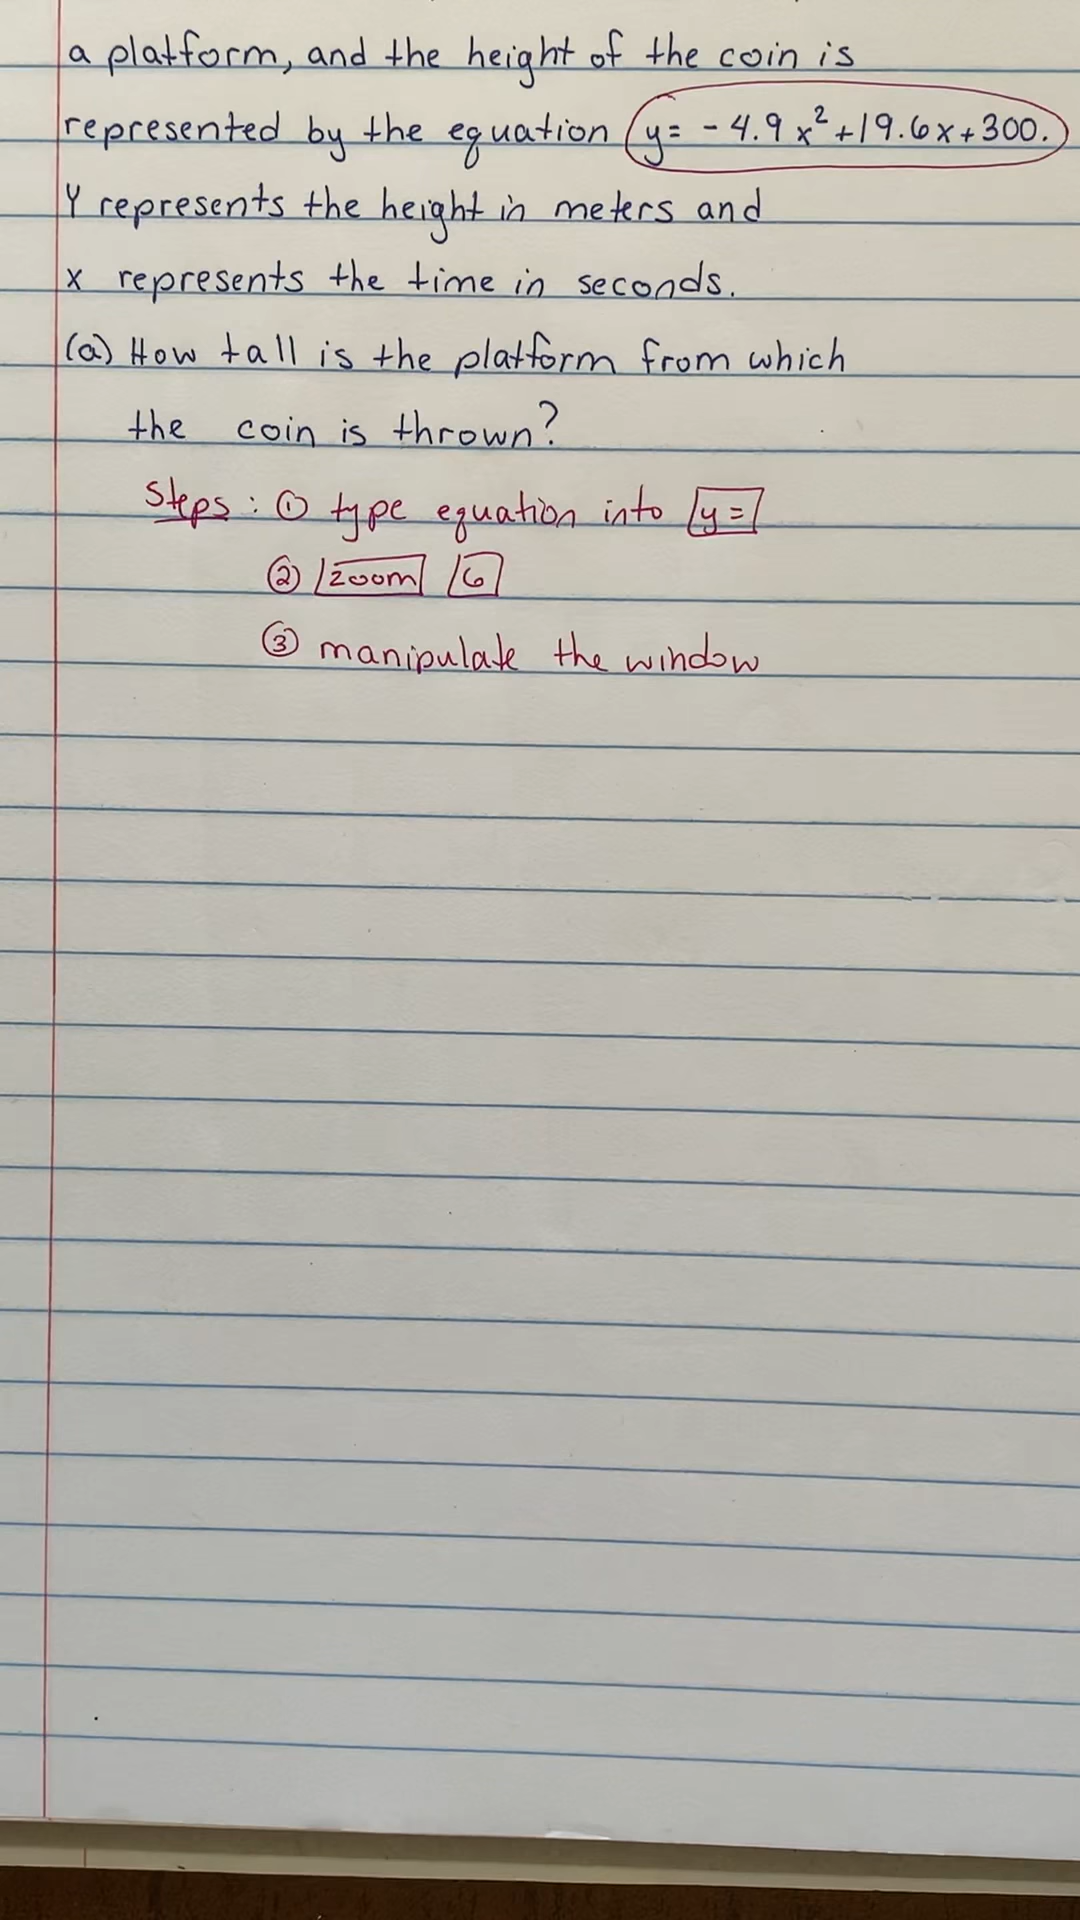 a platform, and the height of the coin is
represented by the equation y = - 4.9 x² + 19.6x + 300.
Y represents the height in meters and
x represents the time in seconds.
(a) How tall is the platform from which
the coin is thrown?
Steps: ① type equation into y =
② zoom 6
③ manipulate the window